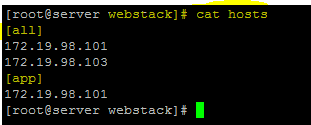 [root@server webstack]# cat hosts
[all]
172.19.98.101
172.19.98.103
[app]
172.19.98.101
[root@server webstack]#